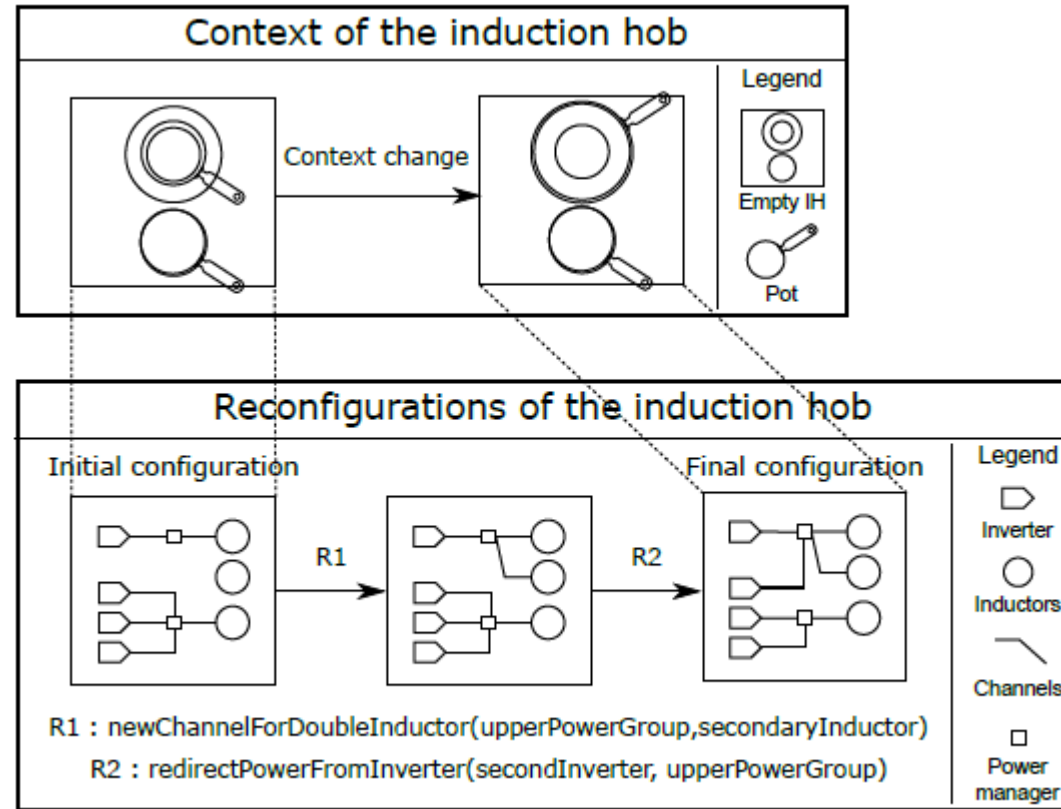 Context of the induction hob
Context change
Legend
Empty IH
Pot
Reconfigurations of the induction hob
Initial configuration
Final configuration
R1
R2
Legend
Inverter
Inductors
Channels
Power
manager
R1 : newChannelForDoubleInductor(upperPowerGroup,secondaryInductor)
R2 : redirectPowerFromInverter(secondInverter, upperPowerGroup)